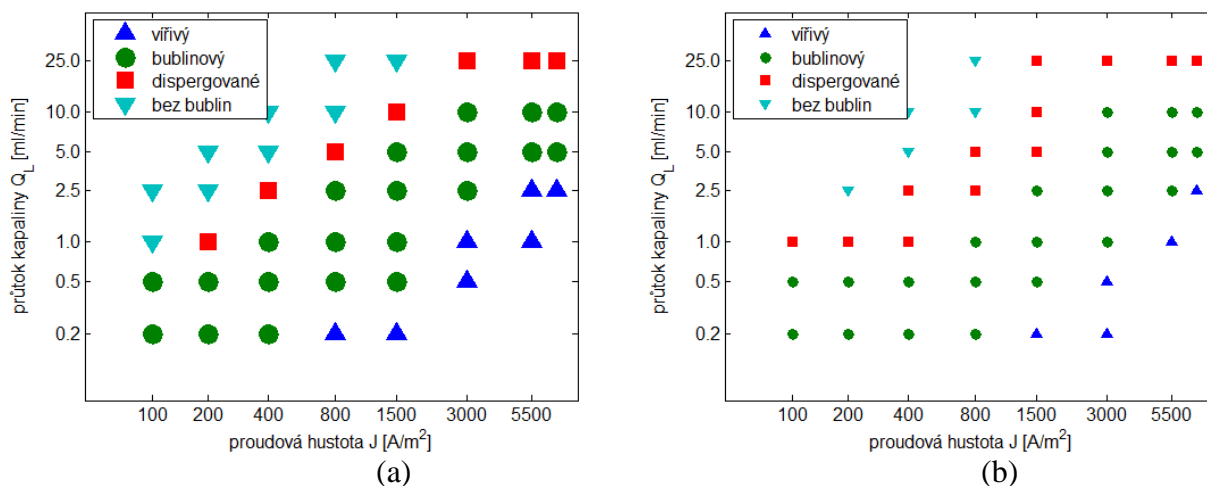 vířivý
bublinový
dispergované
bez bublin
25.0
10.0
5.0
2.5
1.0
0.5
0.2
průtok kapaliny Q_L [ml/min]
100 200 400 800 1500 3000 5500
proudová hustota J [A/m²]
(a)
vířivý
bublinový
dispergované
bez bublin
25.0
10.0
5.0
2.5
1.0
0.5
0.2
průtok kapaliny Q_L [ml/min]
100 200 400 800 1500 3000 5500
proudová hustota J [A/m²]
(b)